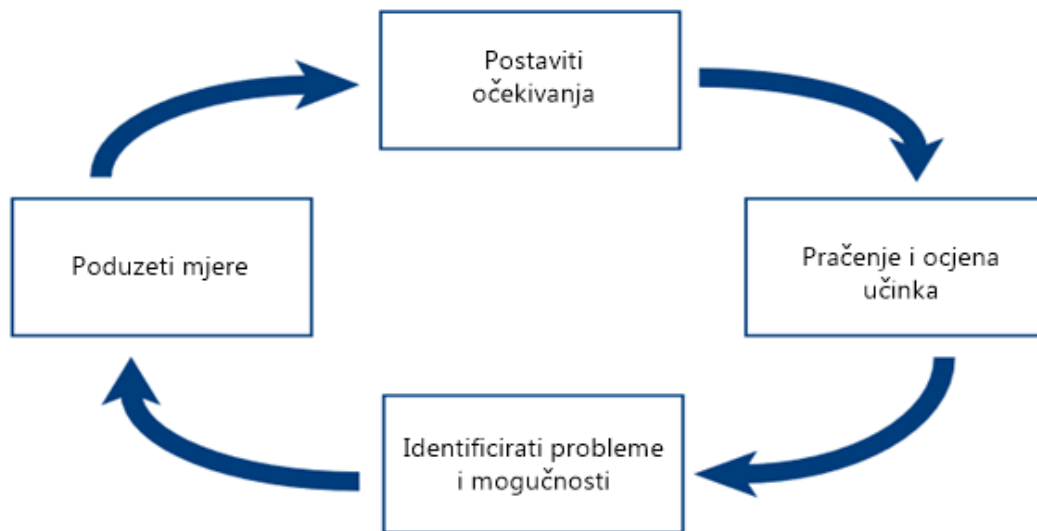 Postaviti
očekivanja
Poduzeti mjere
Pračenje i ocjena
učinka
Identificirati probleme
i mogučnosti